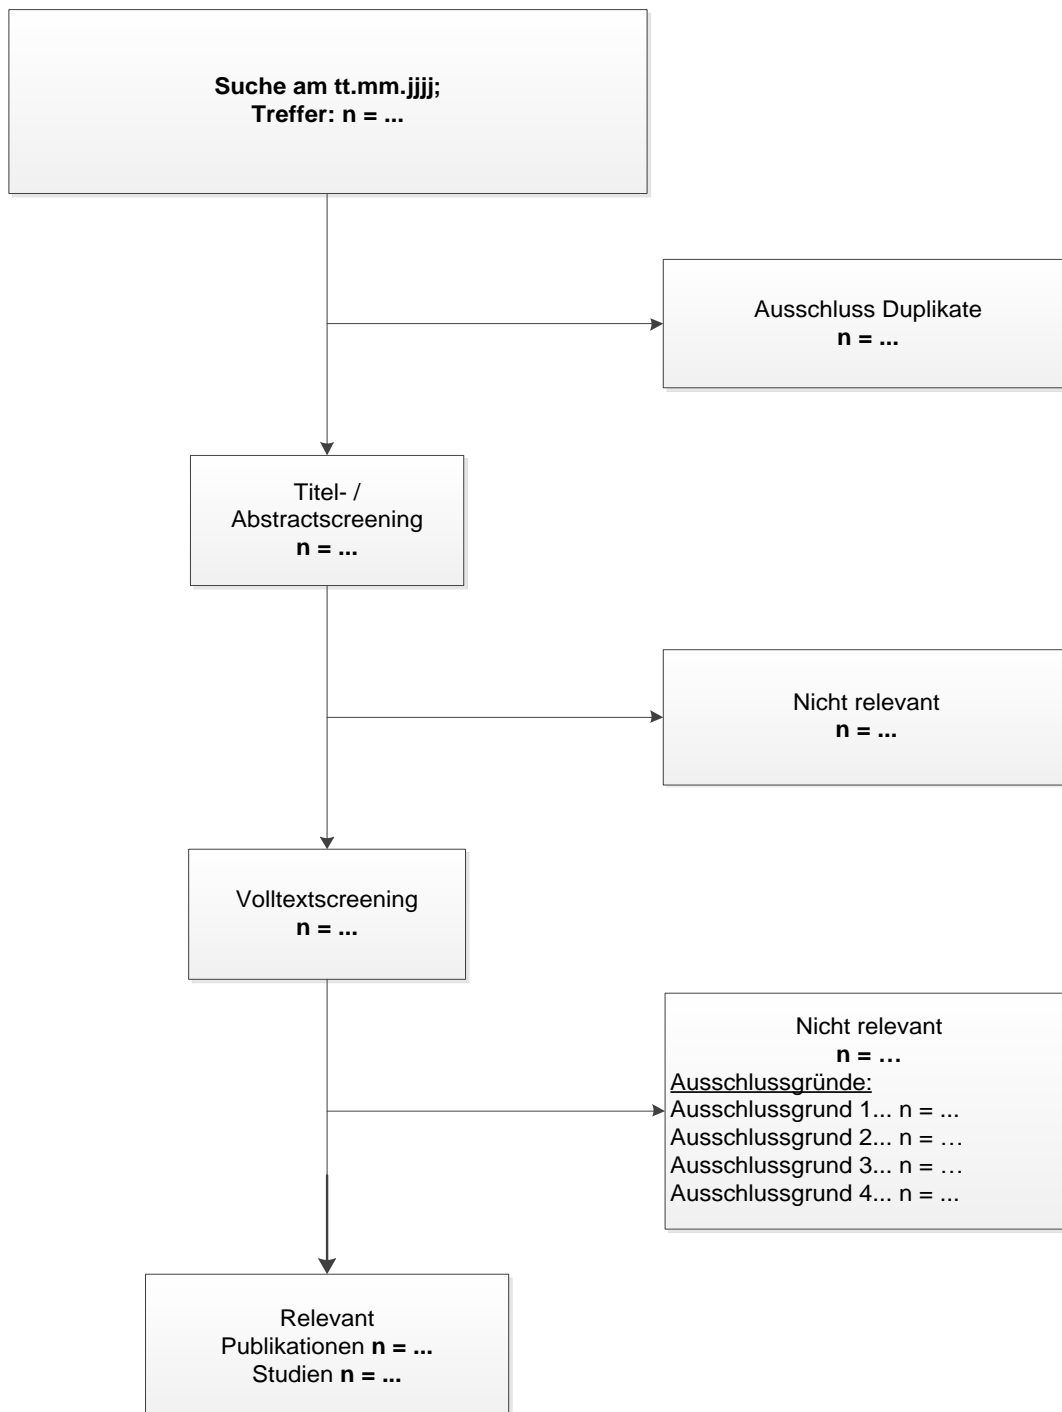 Suche am tt.mm.jjjj;
Treffer: n = ...
Ausschluss Duplikate
n = ...
Titel- /
Abstractscreening
n = ...
Nicht relevant
n = ...
Volltextscreening
n = ...
Nicht relevant
n = …
Ausschlussgründe:
Ausschlussgrund 1... n = ...
Ausschlussgrund 2... n = …
Ausschlussgrund 3... n = …
Ausschlussgrund 4... n = ...
Relevant
Publikationen n = ...
Studien n = ...